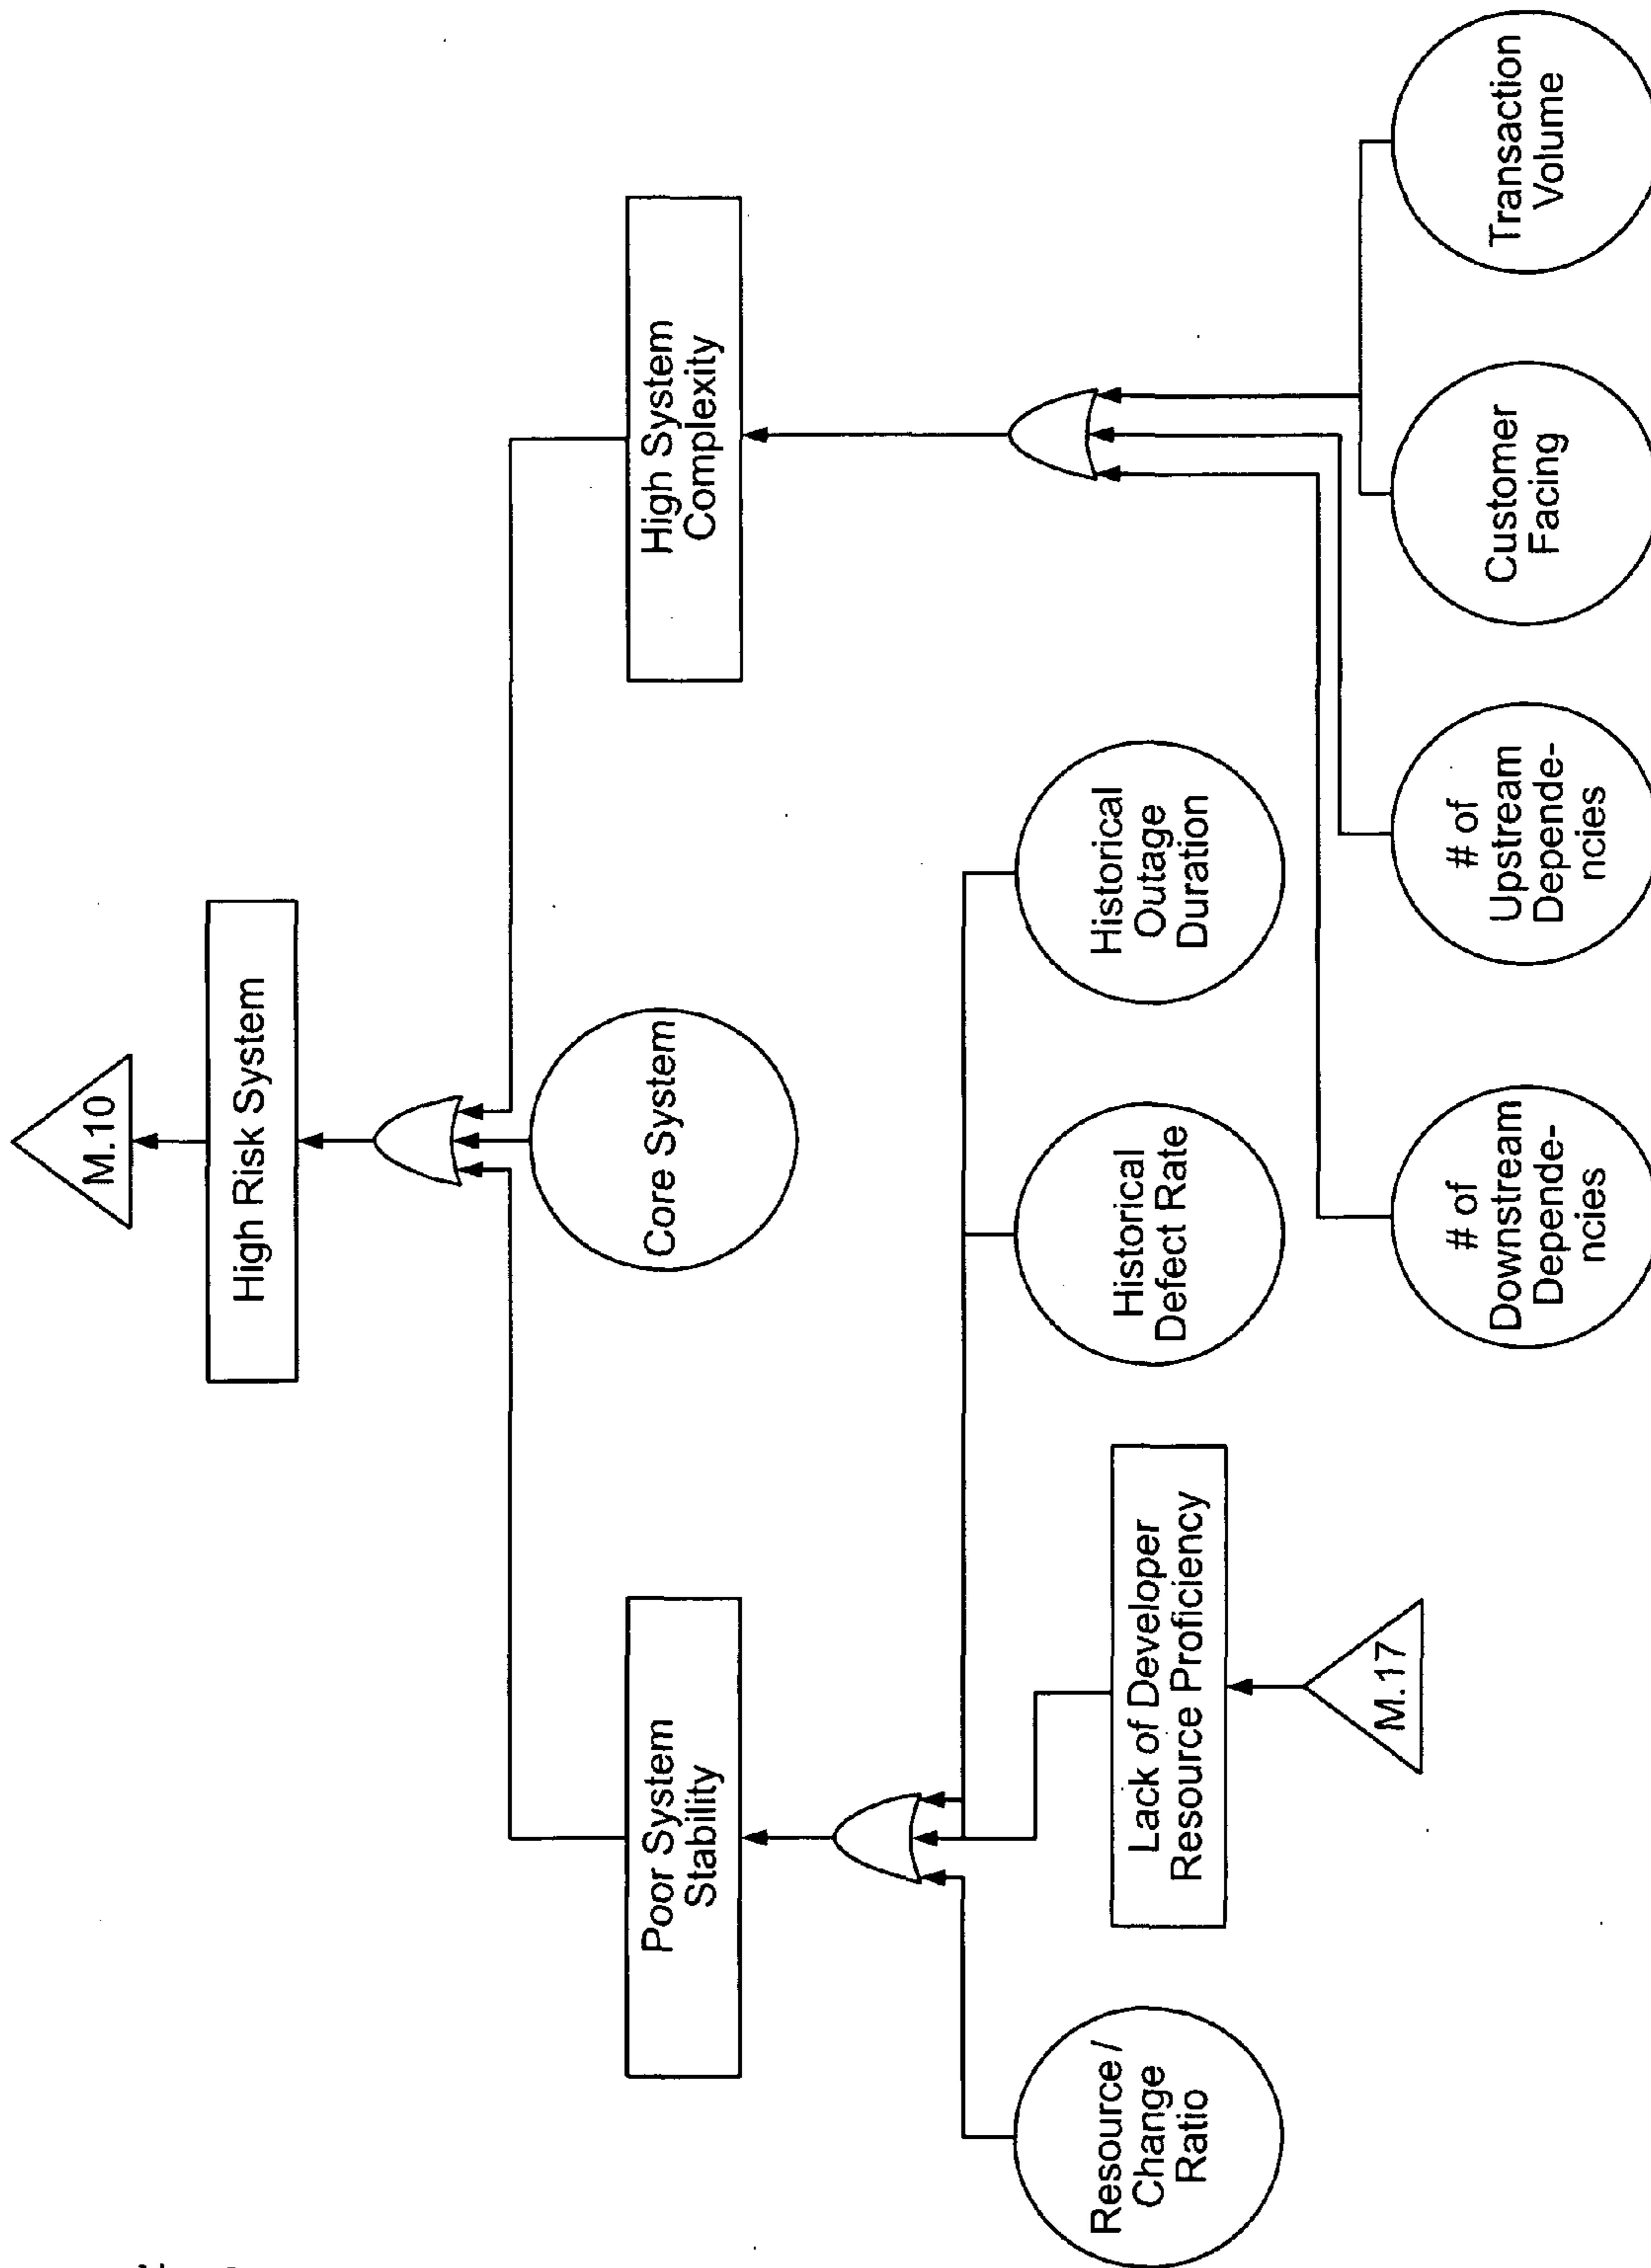 M.10
High Risk System
Core System
Poor System
Stability
High System
Complexity
Resource /
Change
Ratio
Lack of Developer
Resource Proficiency
M.17
Historical
Defect Rate
Historical
Outage
Duration
# of
Downstream
Depende-
ncies
# of
Upstream
Depende-
ncies
Customer
Facing
Transaction
Volume